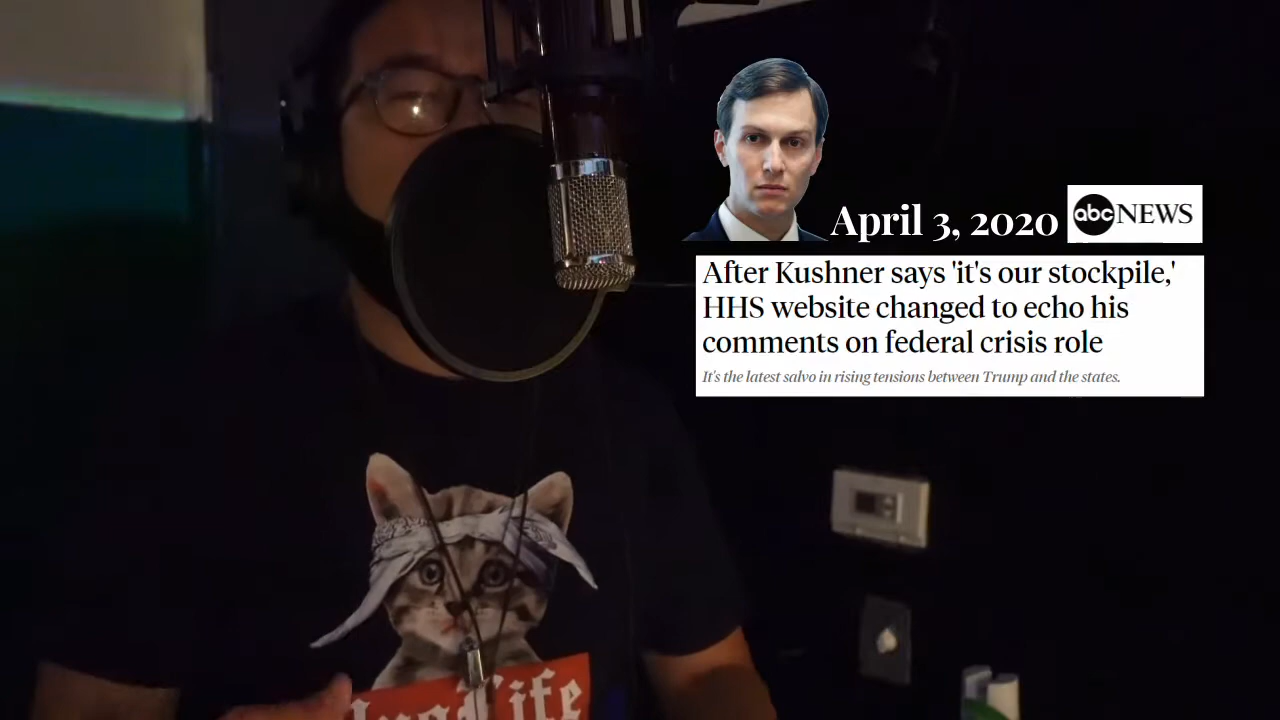 April 3, 2020
abc NEWS
After Kushner says 'it's our stockpile,'
HHS website changed to echo his
comments on federal crisis role
It's the latest salvo in rising tensions between Trump and the states.
Life